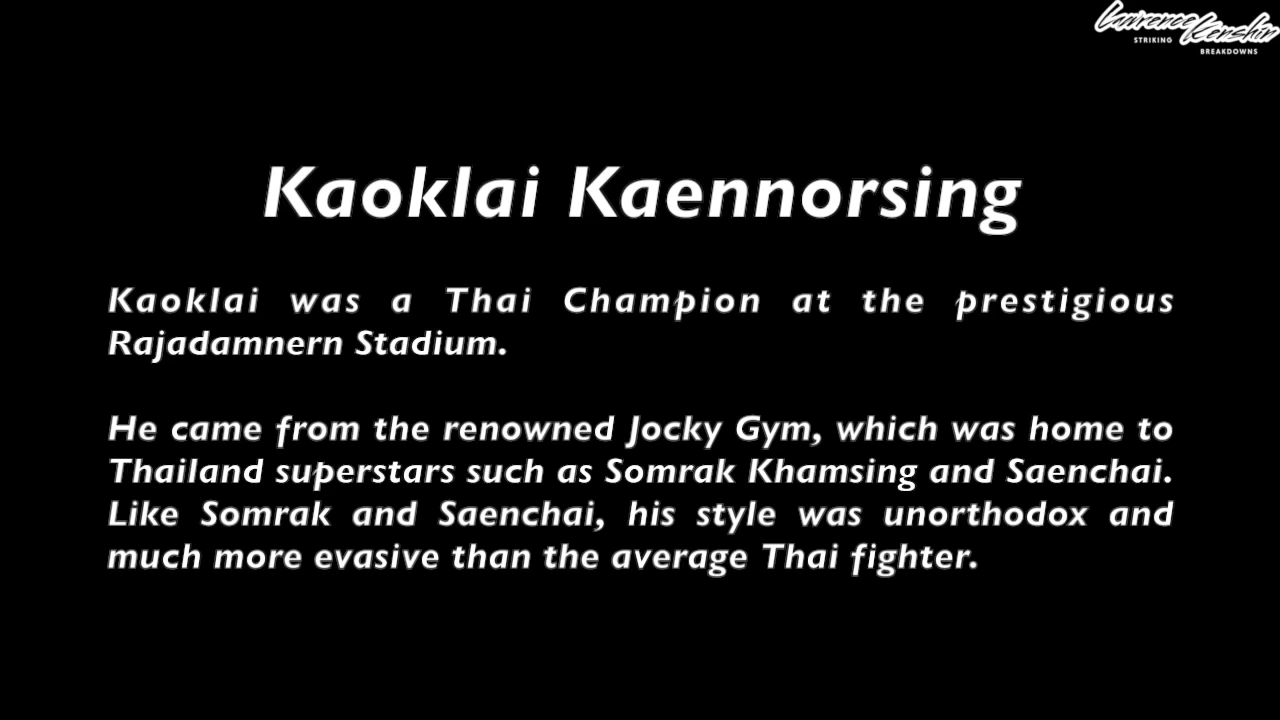 Lawrence Kenshin
STRIKING
BREAKDOWNS
Kaoklai Kaennorsing
Kaoklai was a Thai Champion at the prestigious
Rajadamnern Stadium.
He came from the renowned Jocky Gym, which was home to
Thailand superstars such as Somrak Khamsing and Saenchai.
Like Somrak and Saenchai, his style was unorthodox and
much more evasive than the average Thai fighter.